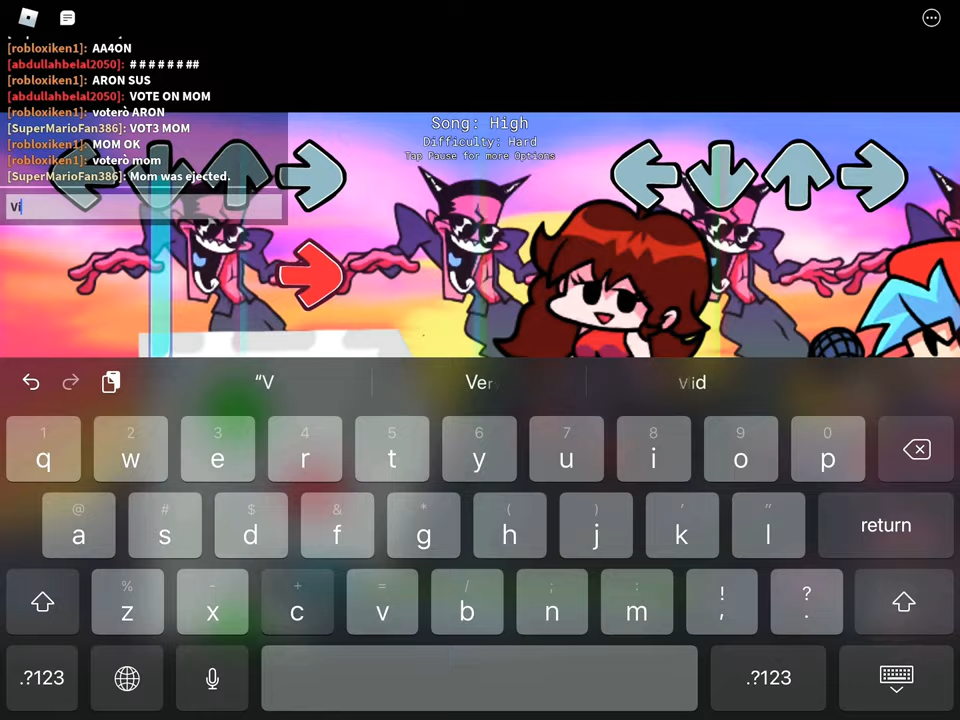 [robloxiken1]: AA4ON
[abdullahbelal2050]: # # # # # # # #
[robloxiken1]: ARON SUS
[abdullahbelal2050]: VOTE ON MOM
[robloxiken1]: voterò ARON
[SuperMarioFan386]: VOT3 MOM
[robloxiken1]: MOM OK
[robloxiken1]: voterò mom
[SuperMarioFan386]: Mom was ejected.
Vi
Song: High
Difficulty: Hard
Tap Pause for more Options
“V Ver Vid
1 2 3 4 5 6 7 8 9 0
q w e r t y u i o p
@ # $ & * ( ) ' "
a s d f g h j k l return
% - + = / ; : ! ?
z x c v b n m , .
.?123 .?123